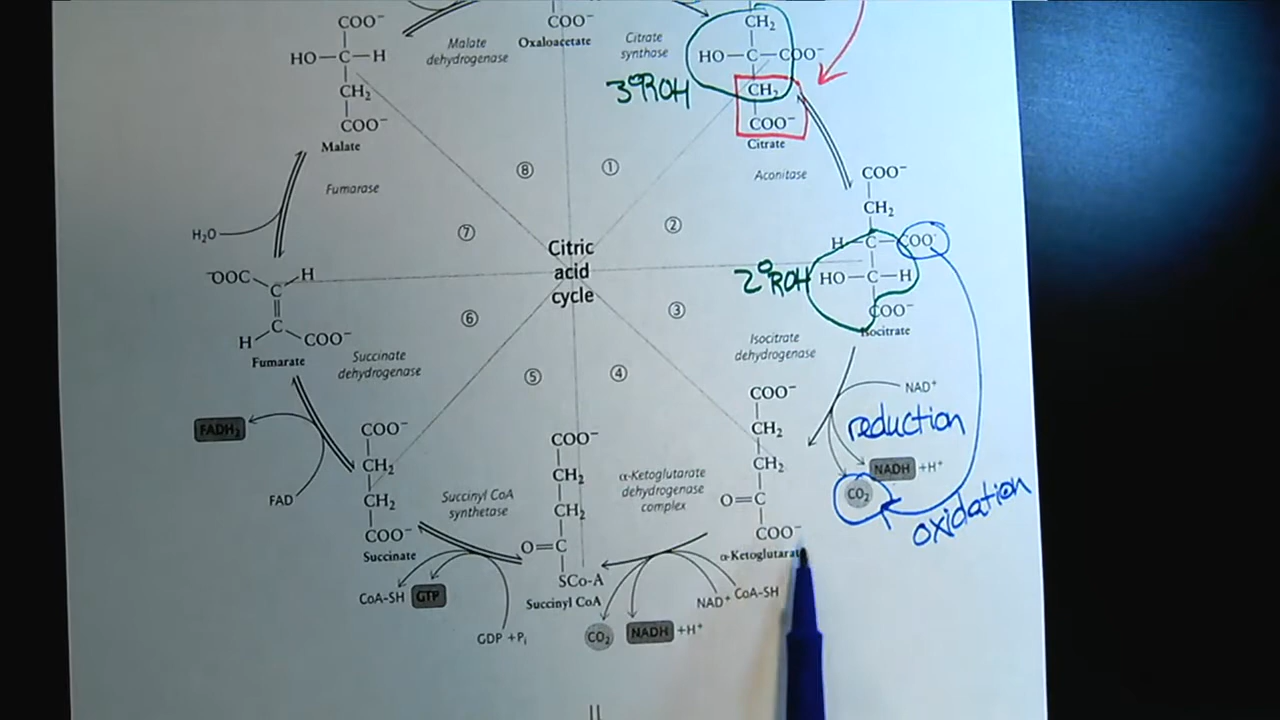 COO⁻
HO—C—H
CH₂
COO⁻
Malate
Malate
dehydrogenase
COO⁻
Oxaloacetate
Citrate
synthase
CH₂
HO—C—COO⁻
CH₂
COO⁻
Citrate
3°ROH
Aconitase
Fumarase
H₂O
⑧
①
⑦
②
⑥
③
⑤
④
Citric
acid
cycle
COO⁻
CH₂
H—C—COO⁻
HO—C—H
COO⁻
Isocitrate
2°ROH
Isocitrate
dehydrogenase
NAD⁺
reduction
NADH +H⁺
CO₂
oxidation
⁻OOC
H
C
C
H
COO⁻
Fumarate
Succinate
dehydrogenase
FADH₂
FAD
COO⁻
CH₂
CH₂
COO⁻
Succinate
Succinyl CoA
synthetase
CoA-SH
GTP
GDP +Pᵢ
COO⁻
CH₂
CH₂
O=C
SCo-A
Succinyl CoA
α-Ketoglutarate
dehydrogenase
complex
CO₂
NADH +H⁺
NAD⁺
CoA-SH
COO⁻
CH₂
CH₂
O=C
COO⁻
α-Ketoglutarate